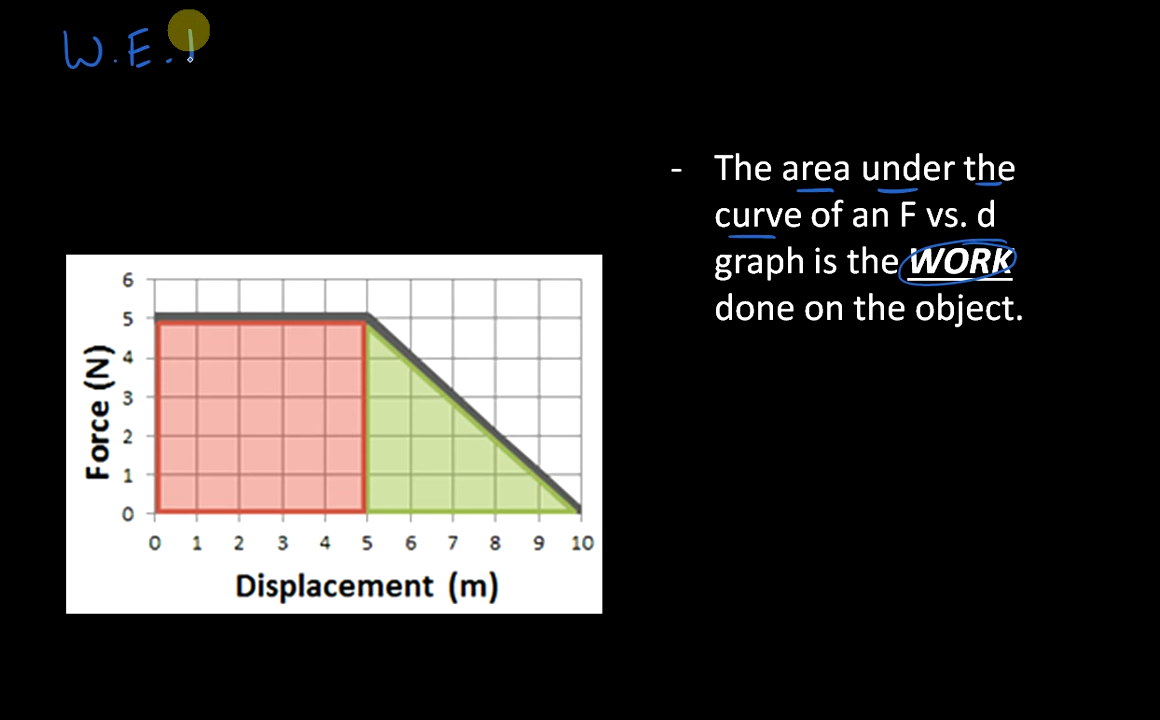 W.E.
- The area under the
curve of an F vs. d
graph is the WORK
done on the object.
6
5
4
3
2
1
0
Force (N)
0 1 2 3 4 5 6 7 8 9 10
Displacement (m)